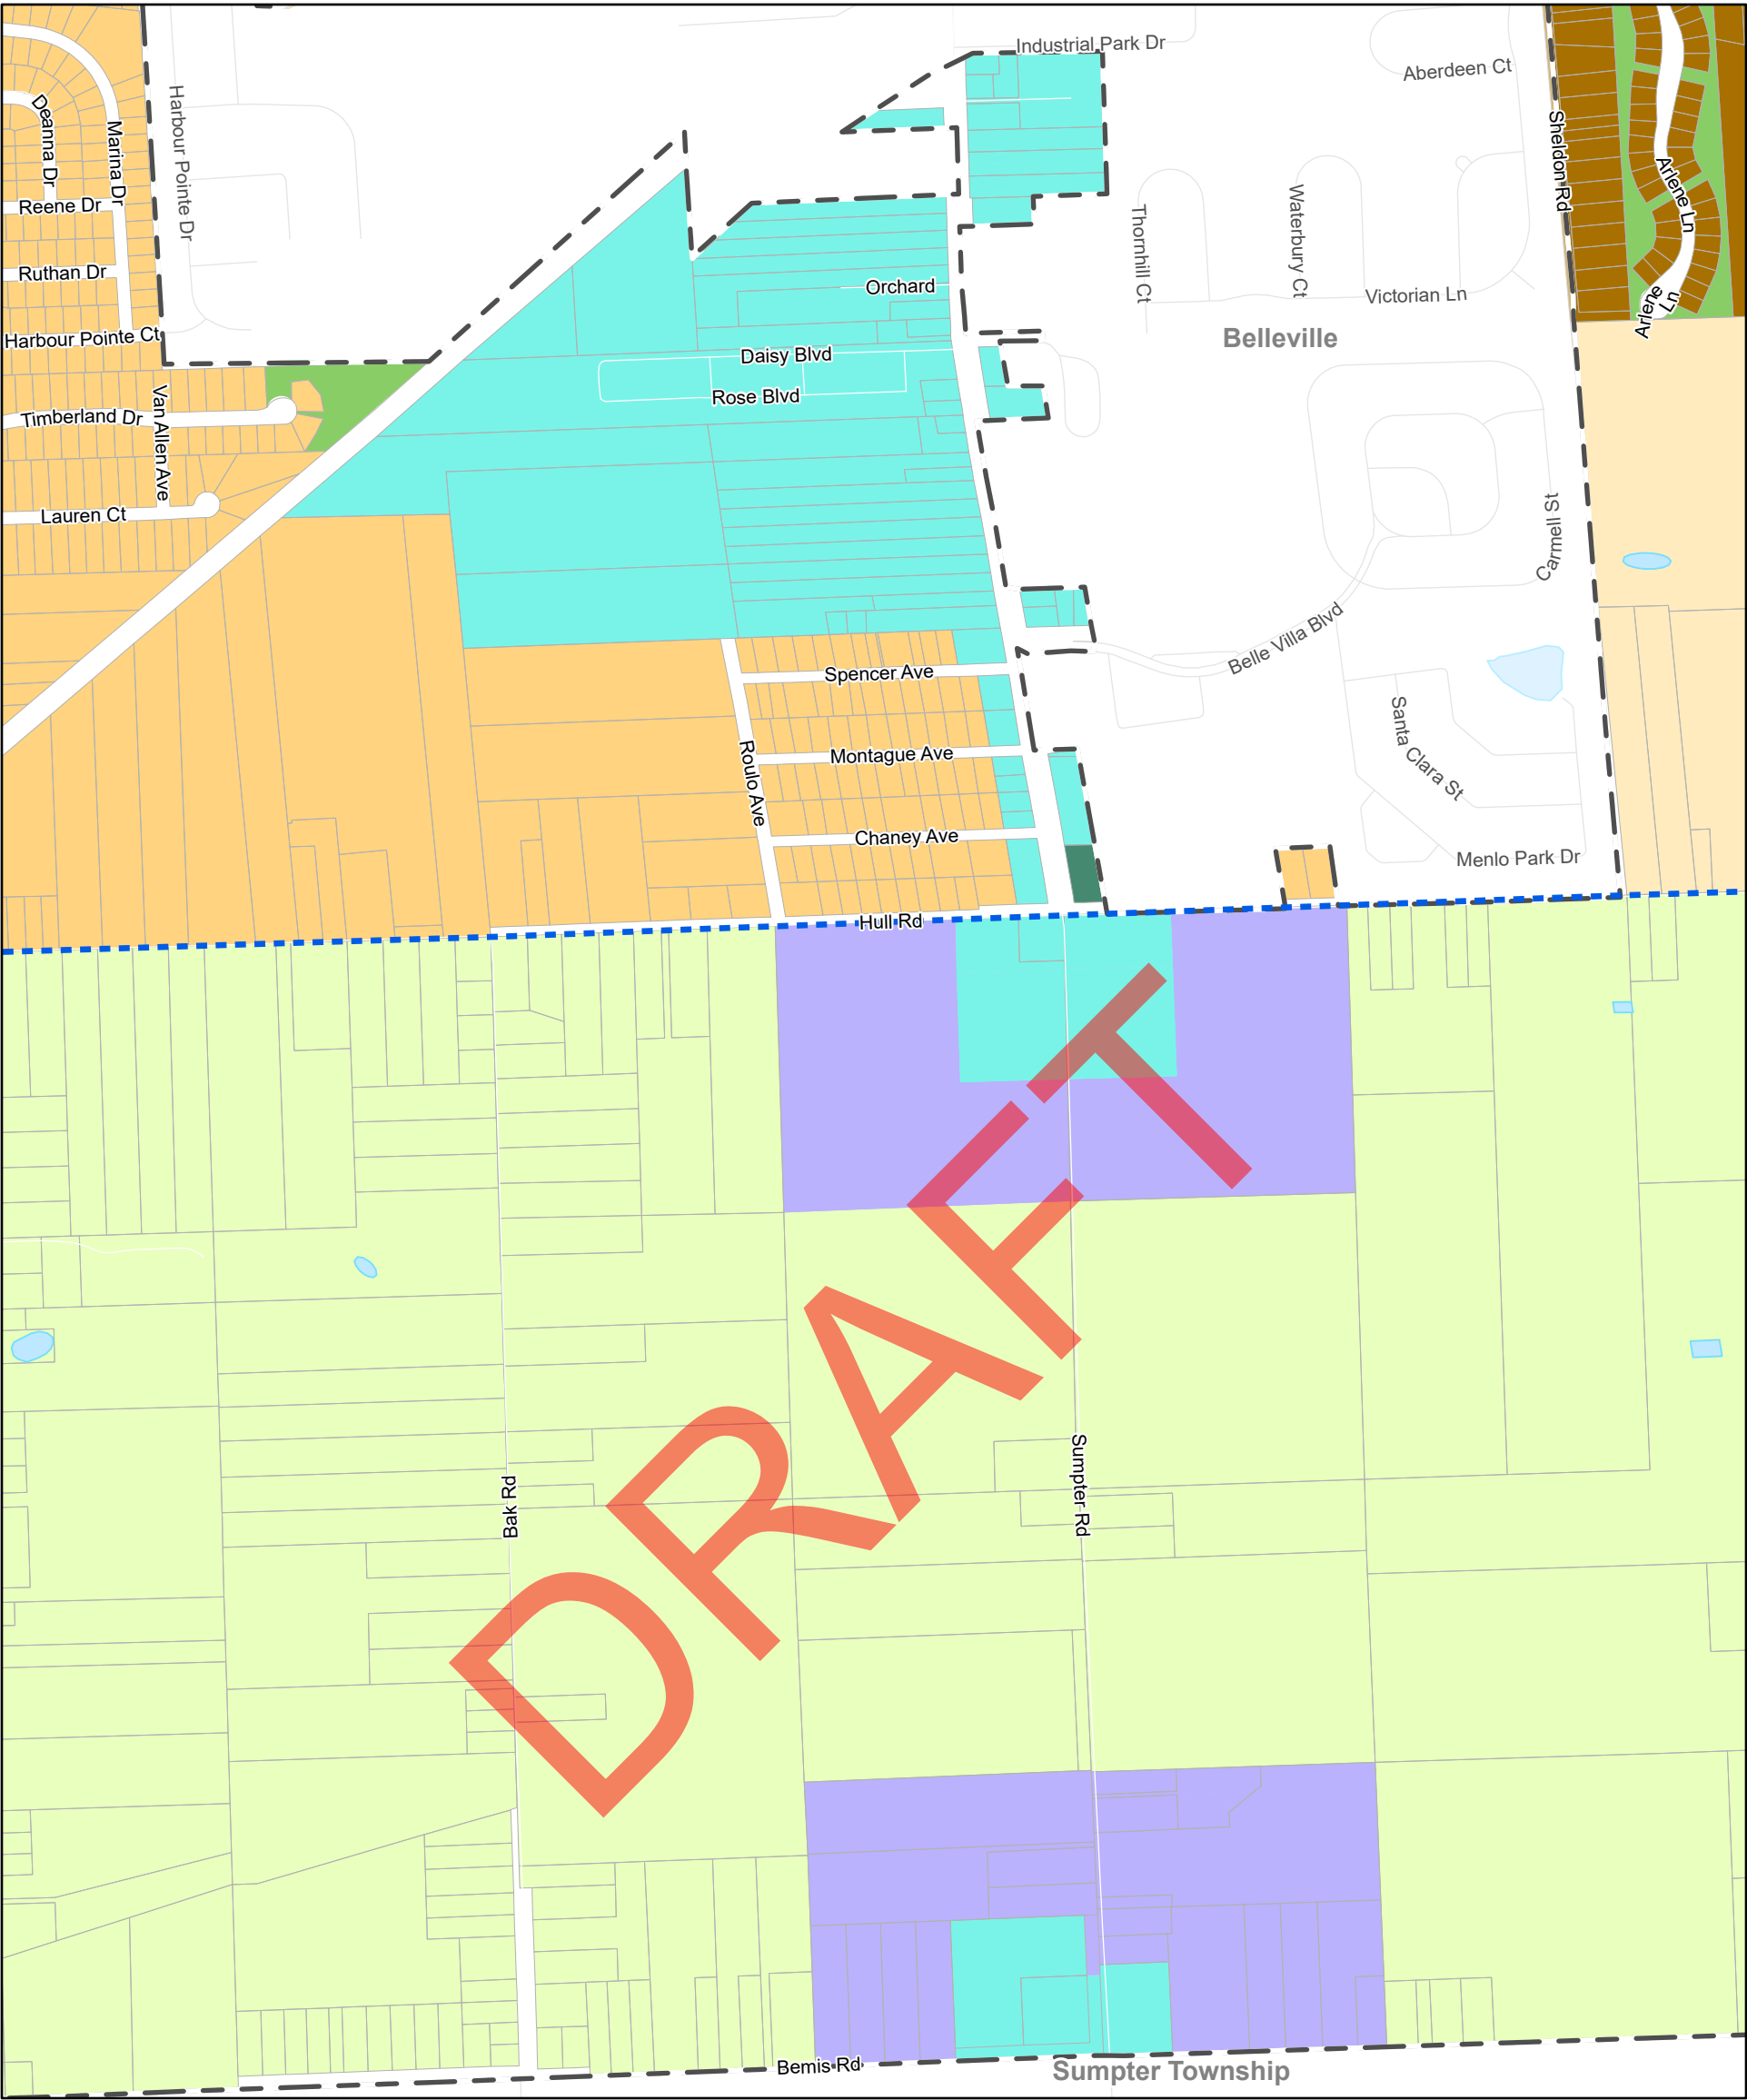 Industrial Park Dr
Aberdeen Ct
Harbour Pointe Dr
Deanna Dr
Marina Dr
Sheldon Rd
Arlene Ln
Reene Dr
Thornhill Ct
Waterbury Ct
Ruthan Dr
Orchard
Victorian Ln
Arlene Ln
Harbour Pointe Ct
Belleville
Daisy Blvd
Rose Blvd
Timberland Dr
Van Allen Ave
Lauren Ct
Carmell St
Belle Villa Blvd
Spencer Ave
Santa Clara St
Montague Ave
Roulo Ave
Chaney Ave
Menlo Park Dr
Hull Rd
DRAFT
Bak Rd
Sumpter Rd
Bemis Rd
Sumpter Township